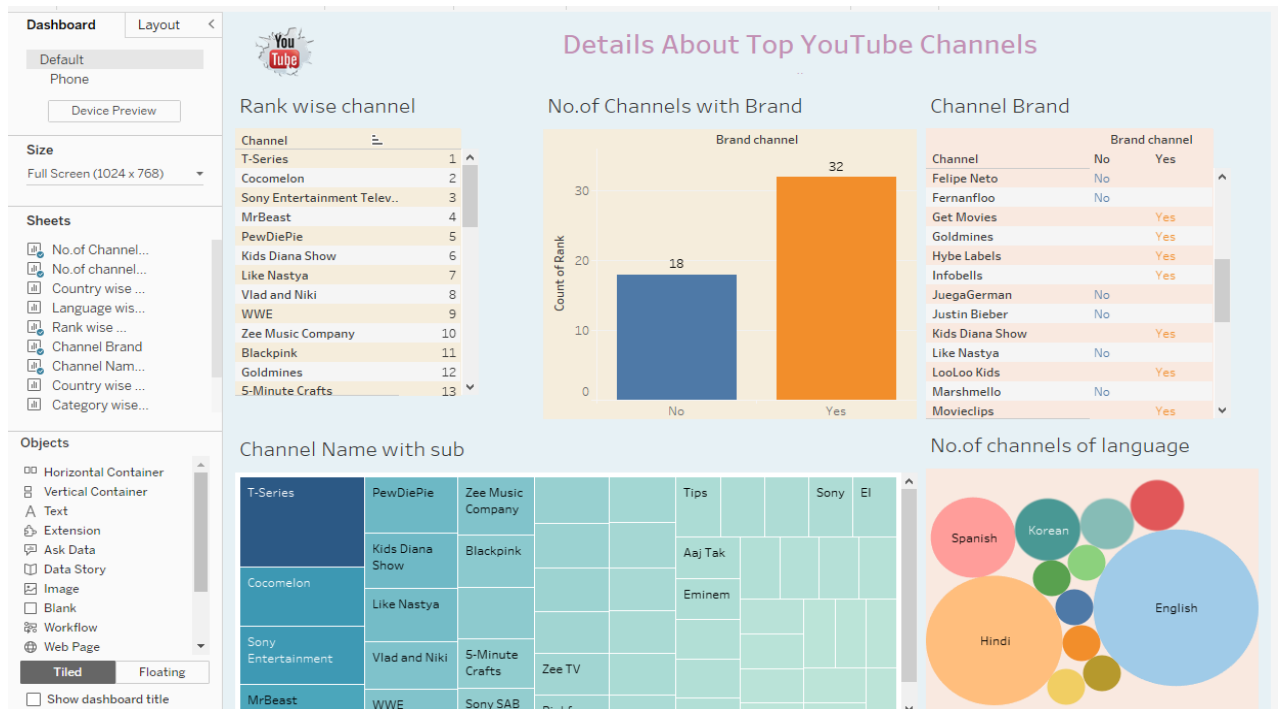 Dashboard
Layout
<
Default
Phone
Device Preview
Size
Full Screen (1024 x 768)
Sheets
No.of Channel...
No.of channel...
Country wise ...
Language wis...
Rank wise ...
Channel Brand
Channel Nam...
Country wise ...
Category wise...
Objects
Horizontal Container
Vertical Container
A Text
Extension
Ask Data
Data Story
Image
Blank
Workflow
Web Page
Tiled
Floating
Show dashboard title
You
Tube
Details About Top YouTube Channels
Rank wise channel
Channel
T-Series 1
Cocomelon 2
Sony Entertainment Telev.. 3
MrBeast 4
PewDiePie 5
Kids Diana Show 6
Like Nastya 7
Vlad and Niki 8
WWE 9
Zee Music Company 10
Blackpink 11
Goldmines 12
5-Minute Crafts 13
No.of Channels with Brand
Brand channel
Count of Rank
30
20
10
0
18
32
No
Yes
Channel Brand
Brand channel
Channel No Yes
Felipe Neto No
Fernanfloo No
Get Movies Yes
Goldmines Yes
Hybe Labels Yes
Infobells Yes
JuegaGerman No
Justin Bieber No
Kids Diana Show Yes
Like Nastya No
LooLoo Kids Yes
Marshmello No
Movieclips Yes
Channel Name with sub
T-Series
Cocomelon
Sony
Entertainment
MrBeast
PewDiePie
Kids Diana
Show
Like Nastya
Vlad and Niki
WWE
Zee Music
Company
Blackpink
5-Minute
Crafts
Sony SAB
Zee TV
Tips
Aaj Tak
Eminem
Sony
El
No.of channels of language
Spanish
Korean
English
Hindi